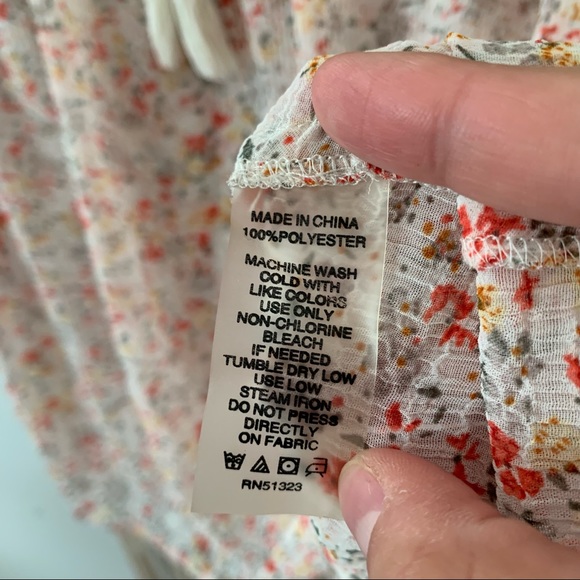 MADE IN CHINA
100%POLYESTER
MACHINE WASH
COLD WITH
LIKE COLORS
USE ONLY
NON-CHLORINE
BLEACH
IF NEEDED
TUMBLE DRY LOW
USE LOW
STEAM IRON
DO NOT PRESS
DIRECTLY
ON FABRIC
RN51323